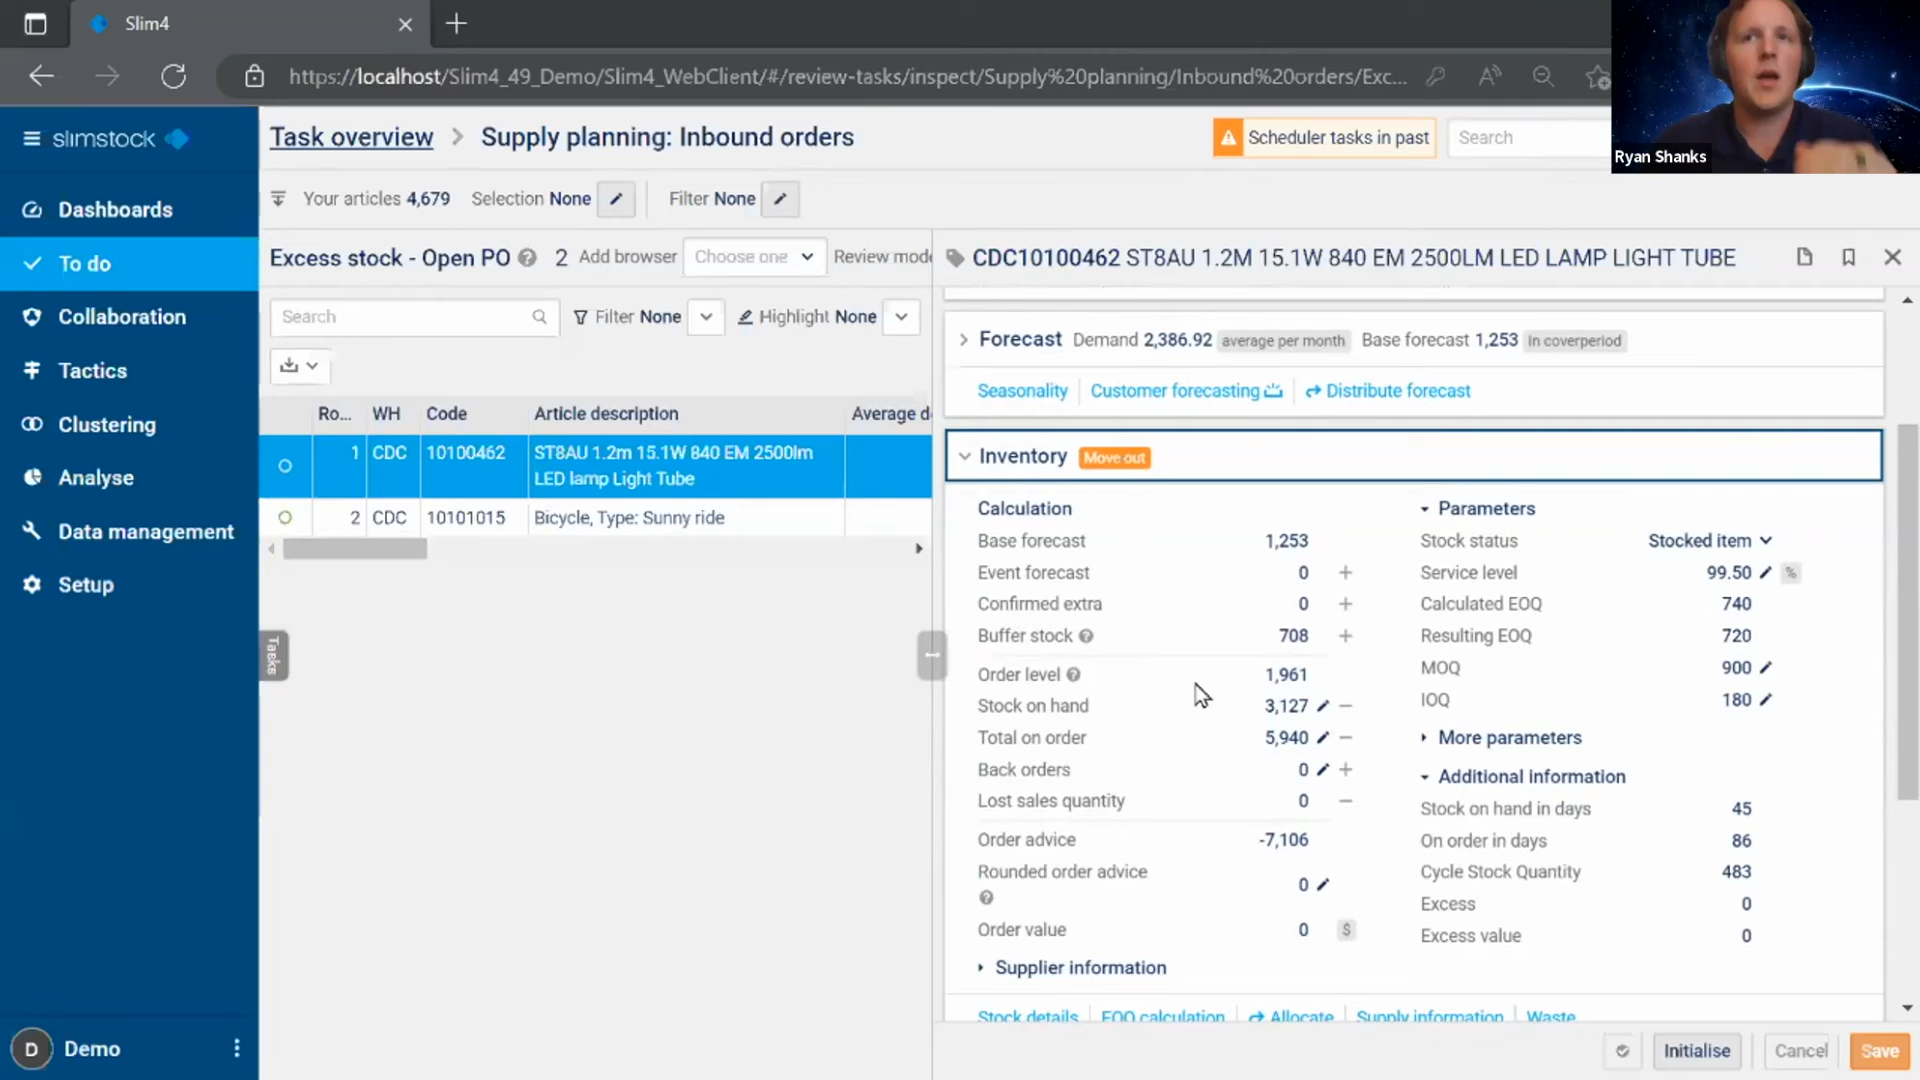 Slim4
https://localhost/Slim4_49_Demo/Slim4_WebClient/#/review-tasks/inspect/Supply%20planning/Inbound%20orders/Exc...
Ryan Shanks
slimstock
Task overview > Supply planning: Inbound orders
Scheduler tasks in past
Search
Your articles 4,679 Selection None Filter None
Dashboards
To do
Collaboration
Tactics
Clustering
Analyse
Data management
Setup
Demo
D
Tasks
Excess stock - Open PO 2 Add browser Choose one Review mode
Search Filter None Highlight None
Ro... WH Code Article description Average d
1 CDC 10100462 ST8AU 1.2m 15.1W 840 EM 2500lm
LED lamp Light Tube
2 CDC 10101015 Bicycle, Type: Sunny ride
CDC10100462 ST8AU 1.2M 15.1W 840 EM 2500LM LED LAMP LIGHT TUBE
Forecast Demand 2,386.92 average per month Base forecast 1,253 In coverperiod
Seasonality Customer forecasting Distribute forecast
Inventory Move out
Calculation
Base forecast 1,253
Event forecast 0 +
Confirmed extra 0 +
Buffer stock 708 +
Order level 1,961
Stock on hand 3,127 −
Total on order 5,940 −
Back orders 0 +
Lost sales quantity 0 −
Order advice -7,106
Rounded order advice 0
Order value 0 $
Supplier information
Parameters
Stock status Stocked item
Service level 99.50 %
Calculated EOQ 740
Resulting EOQ 720
MOQ 900
IOQ 180
More parameters
Additional information
Stock on hand in days 45
On order in days 86
Cycle Stock Quantity 483
Excess 0
Excess value 0
Stock details EOQ calculation Allocate Supply information Waste
Initialise Cancel Save